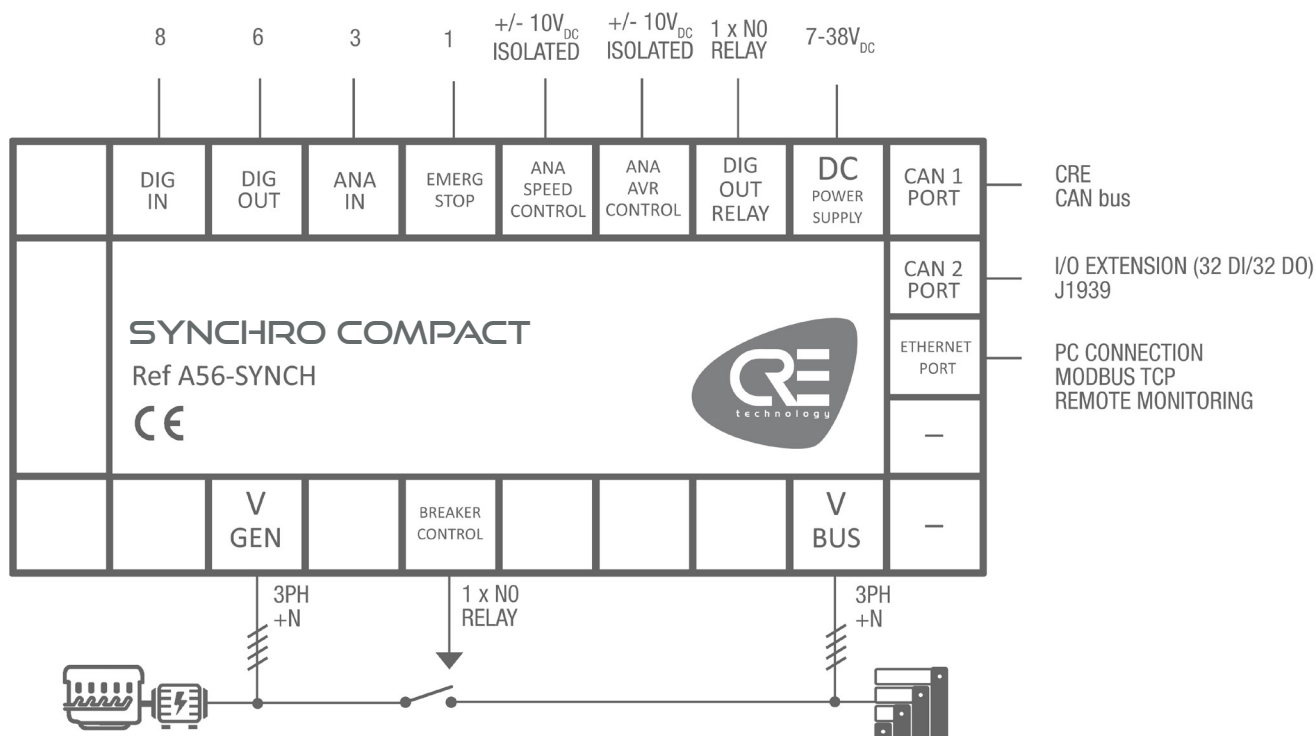 8
6
3
1
+/- 10VDC
ISOLATED
+/- 10VDC
ISOLATED
1 x NO
RELAY
7-38VDC
DIG
IN
DIG
OUT
ANA
IN
EMERG
STOP
ANA
SPEED
CONTROL
ANA
AVR
CONTROL
DIG
OUT
RELAY
DC
POWER
SUPPLY
CAN 1
PORT
CRE
CAN bus
CAN 2
PORT
I/O EXTENSION (32 DI/32 DO)
J1939
ETHERNET
PORT
PC CONNECTION
MODBUS TCP
REMOTE MONITORING
–
SYNCHRO COMPACT
Ref A56-SYNCH
CE
CRE
technology
V
GEN
BREAKER
CONTROL
V
BUS
–
3PH
+N
1 x NO
RELAY
3PH
+N